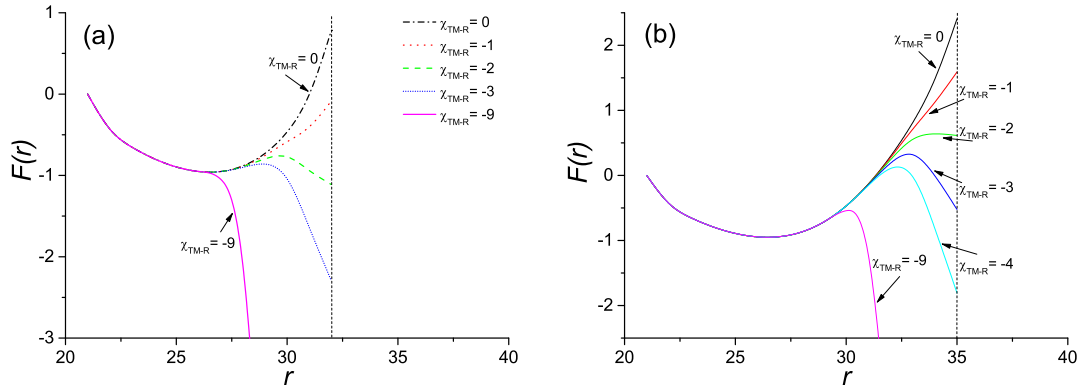 (a)
χTM-R= 0
χTM-R= -1
χTM-R= -2
χTM-R= -3
χTM-R= -9
χTM-R= 0
χTM-R= -9
1
0
-1
-2
-3
F(r)
20
25
30
35
40
r
(b)
χTM-R= 0
χTM-R= -1
χTM-R= -2
χTM-R= -3
χTM-R= -4
χTM-R= -9
2
1
0
-1
-2
F(r)
20
25
30
35
40
r